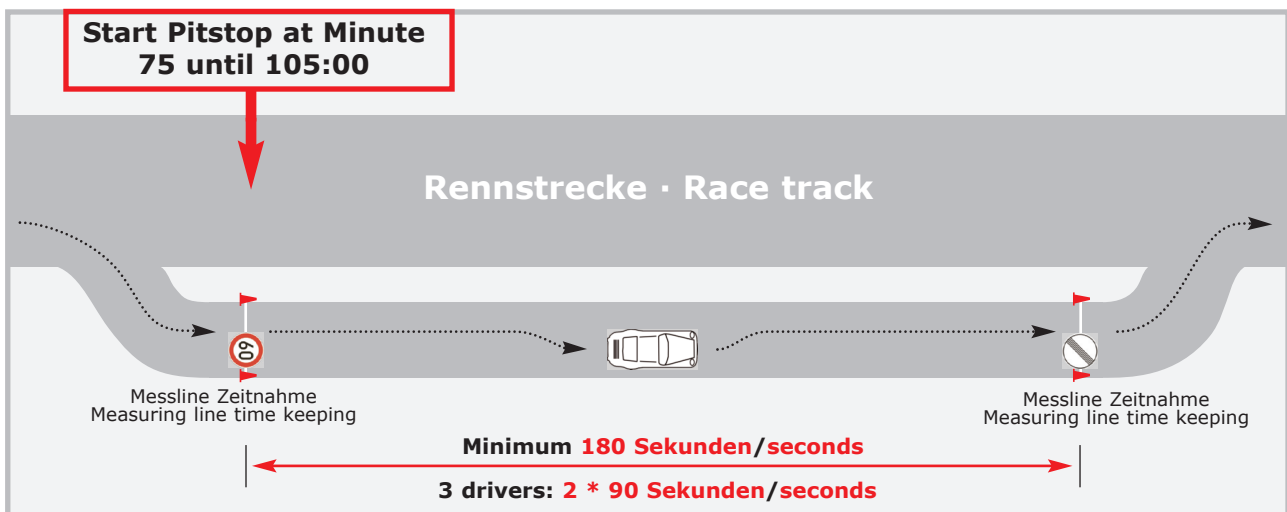 Start Pitstop at Minute
75 until 105:00
Rennstrecke · Race track
60
Messline Zeitnahme
Measuring line time keeping
Messline Zeitnahme
Measuring line time keeping
Minimum 180 Sekunden/seconds
3 drivers: 2 * 90 Sekunden/seconds